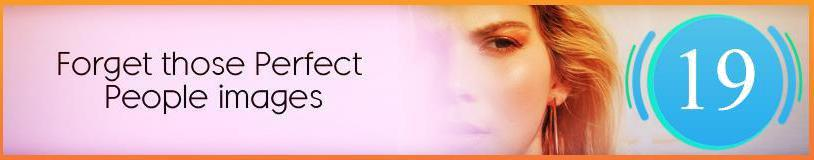 Forget those Perfect
People images
19